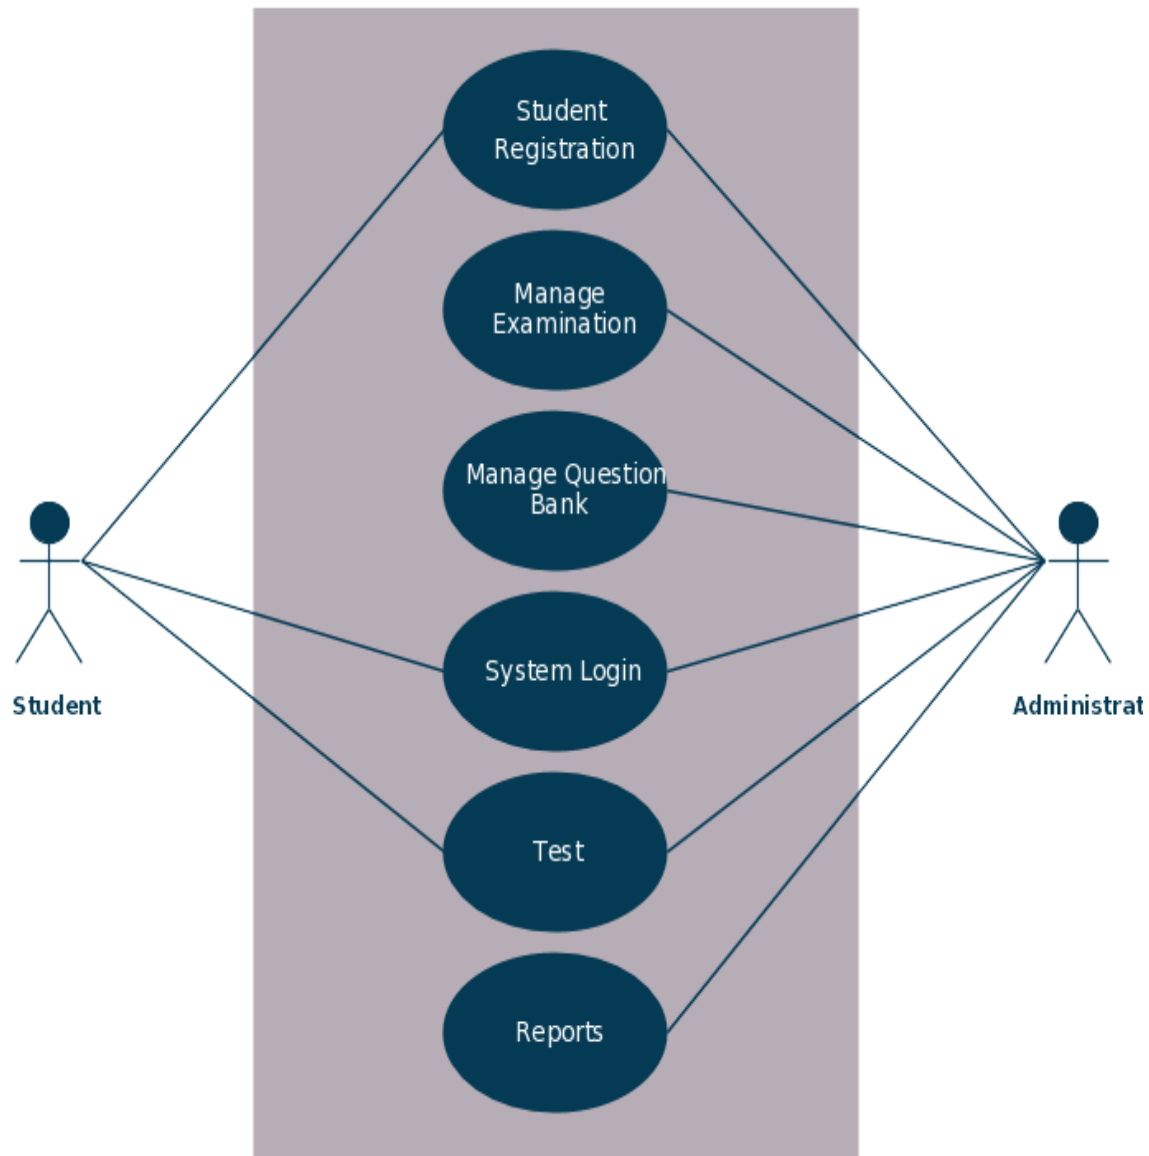 Student
Registration
Manage
Examination
Manage Question
Bank
System Login
Student
Administrat
Test
Reports